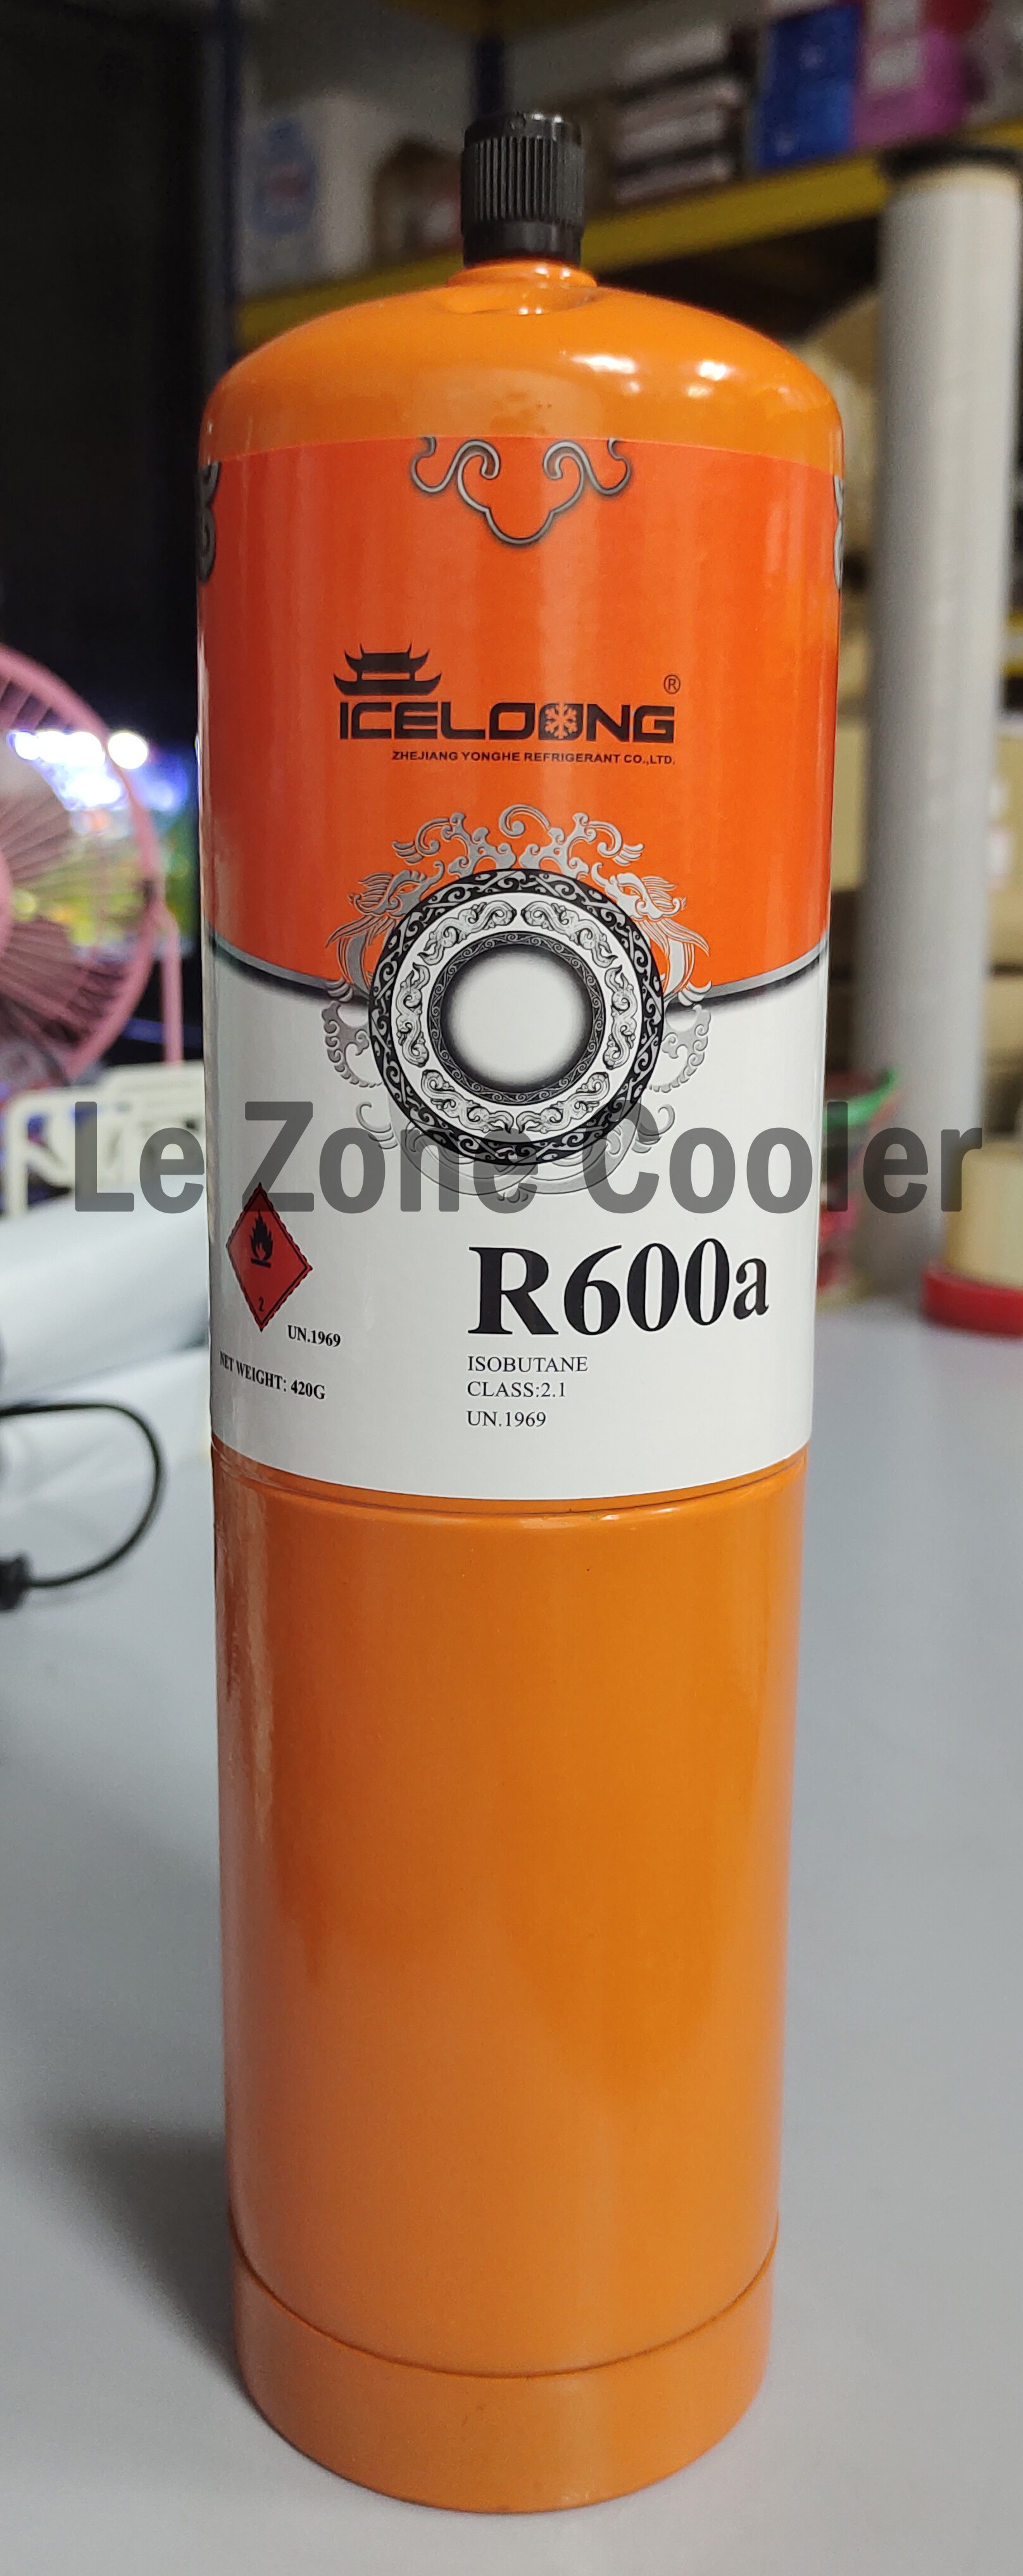 ICELOONG ®
ZHEJIANG YONGHE REFRIGERANT CO.,LTD.
Le Zone Cooler
2
UN.1969
NET WEIGHT: 420G
R600a
ISOBUTANE
CLASS:2.1
UN.1969